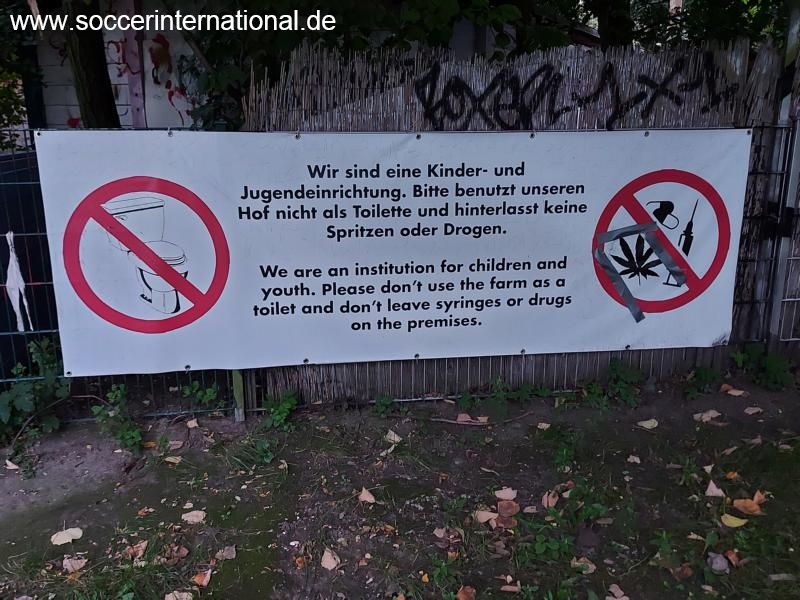 www.soccerinternational.de
Wir sind eine Kinder- und
Jugendeinrichtung. Bitte benutzt unseren
Hof nicht als Toilette und hinterlasst keine
Spritzen oder Drogen.
We are an institution for children and
youth. Please don't use the farm as a
toilet and don't leave syringes or drugs
on the premises.